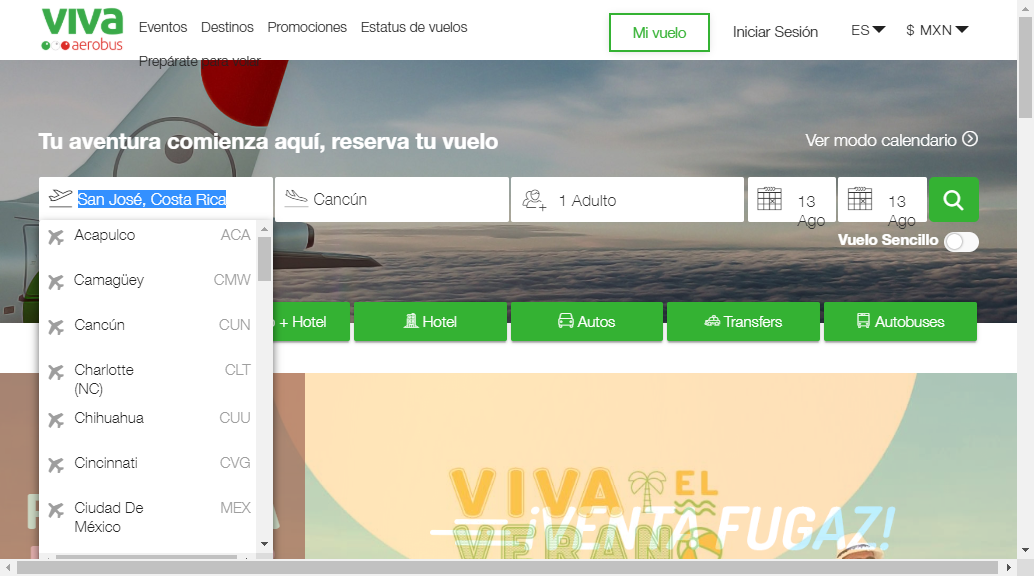 viva
aerobus
Eventos Destinos Promociones Estatus de vuelos
Prepárate para volar
Mi vuelo
Iniciar Sesión
ES
$ MXN
Tu aventura comienza aquí, reserva tu vuelo
Ver modo calendario
San José, Costa Rica
Cancún
1 Adulto
13
Ago
13
Ago
Vuelo Sencillo
Acapulco ACA
Camagüey CMW
Cancún CUN
Charlotte CLT
(NC)
Chihuahua CUU
Cincinnati CVG
Ciudad De MEX
México
+ Hotel
Hotel
Autos
Transfers
Autobuses
VIVA EL
VERANO
¡VENTA FUGAZ!